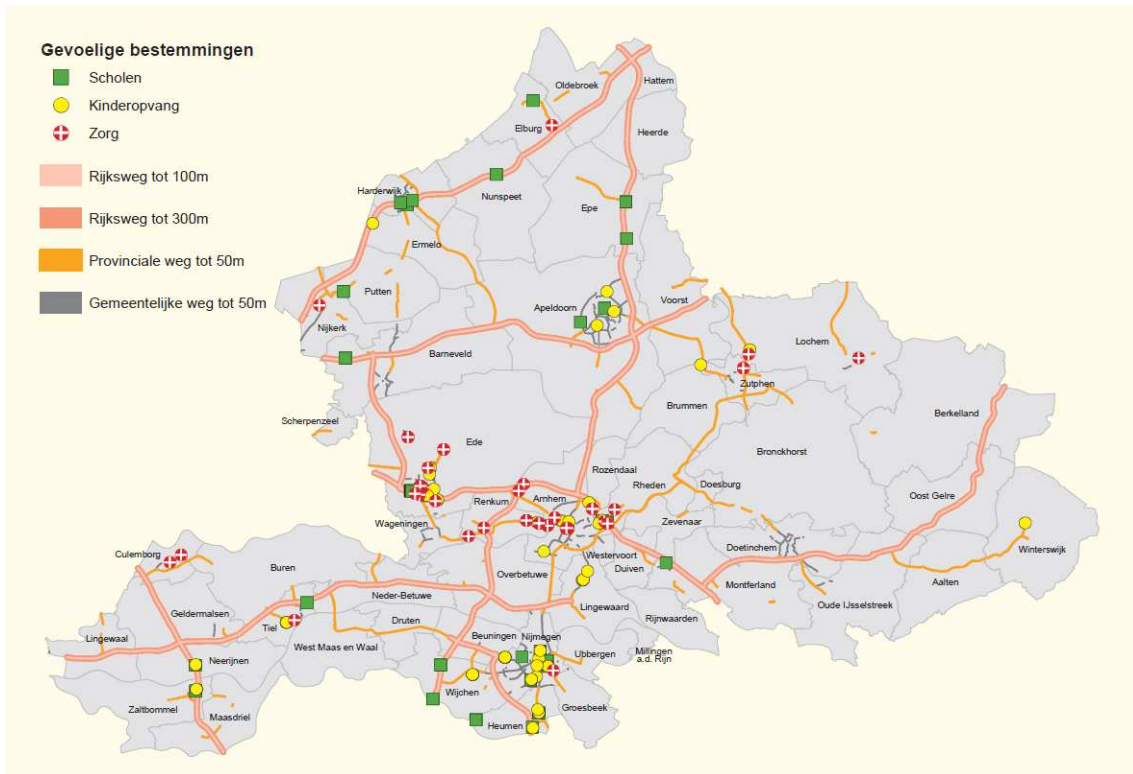 Gevoelige bestemmingen
Scholen
Kinderopvang
Zorg
Rijksweg tot 100m
Rijksweg tot 300m
Provinciale weg tot 50m
Gemeentelijke weg tot 50m
Oldebroek
Hattem
Elburg
Heerde
Harderwijk
Nunspeet
Epe
Ermelo
Putten
Voorst
Apeldoorn
Nijkerk
Lochem
Barneveld
Zutphen
Brummen
Berkelland
Scherpenzeel
Ede
Bronckhorst
Rozendaal
Rheden
Doesburg
Renkum
Arnhem
Oost Gelre
Wageningen
Zevenaar
Culemborg
Westervoort
Doetinchem
Winterswijk
Buren
Overbetuwe
Duiven
Montferland
Aalten
Neder-Betuwe
Geldermalsen
Lingewaard
Oude IJsselstreek
Druten
Rijnwaarden
Tiel
Lingewaal
Beuningen
Nijmegen
West Maas en Waal
Ubbergen
Millingen
a.d. Rijn
Neerijnen
Wijchen
Zaltbommel
Groesbeek
Maasdriel
Heumen